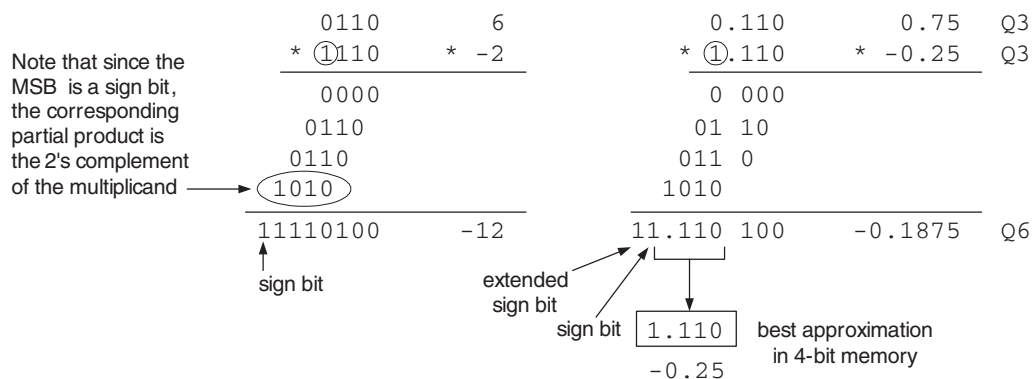 0110 6 0.110 0.75 Q3
* 1110 * -2 * 1.110 * -0.25 Q3
Note that since the
MSB is a sign bit,
the corresponding
partial product is
the 2's complement
of the multiplicand
0000 0 000
0110 01 10
0110 011 0
1010 1010
11110100 -12 11.110 100 -0.1875 Q6
sign bit
extended
sign bit
sign bit
1.110
best approximation
in 4-bit memory
-0.25